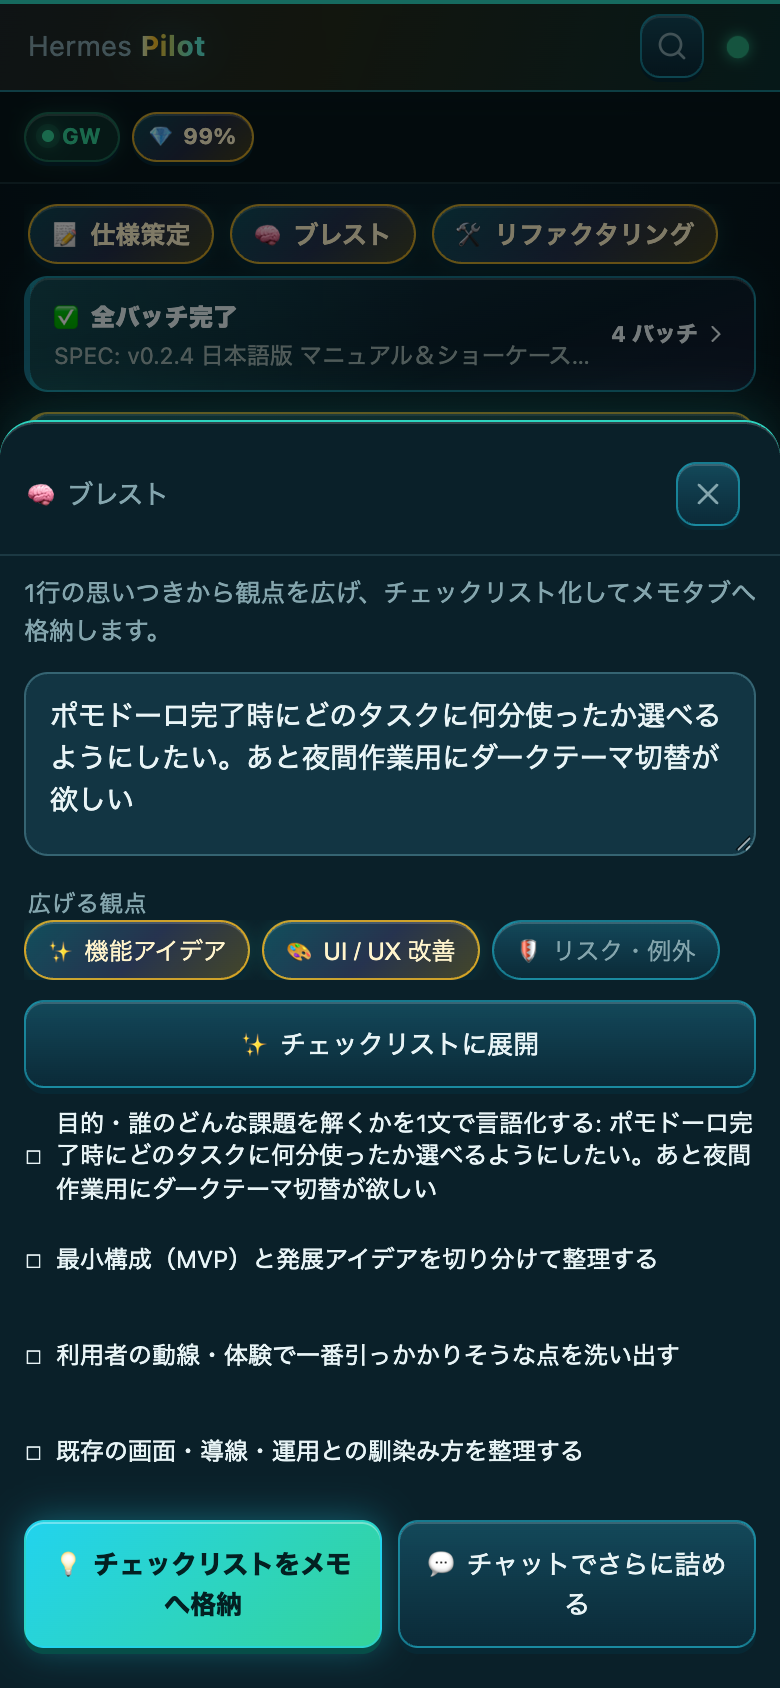 Hermes Pilot
GW
99%
仕様策定
ブレスト
リファクタリング
全バッチ完了
SPEC: v0.2.4 日本語版 マニュアル＆ショーケース...
4 バッチ
ブレスト
1行の思いつきから観点を広げ、チェックリスト化してメモタブへ
格納します。
ポモドーロ完了時にどのタスクに何分使ったか選べる
ようにしたい。あと夜間作業用にダークテーマ切替が
欲しい
広げる観点
機能アイデア
UI / UX 改善
リスク・例外
チェックリストに展開
目的・誰のどんな課題を解くかを1文で言語化する: ポモドーロ完
了時にどのタスクに何分使ったか選べるようにしたい。あと夜間
作業用にダークテーマ切替が欲しい
最小構成（MVP）と発展アイデアを切り分けて整理する
利用者の動線・体験で一番引っかかりそうな点を洗い出す
既存の画面・導線・運用との馴染み方を整理する
チェックリストをメモ
へ格納
チャットでさらに詰め
る